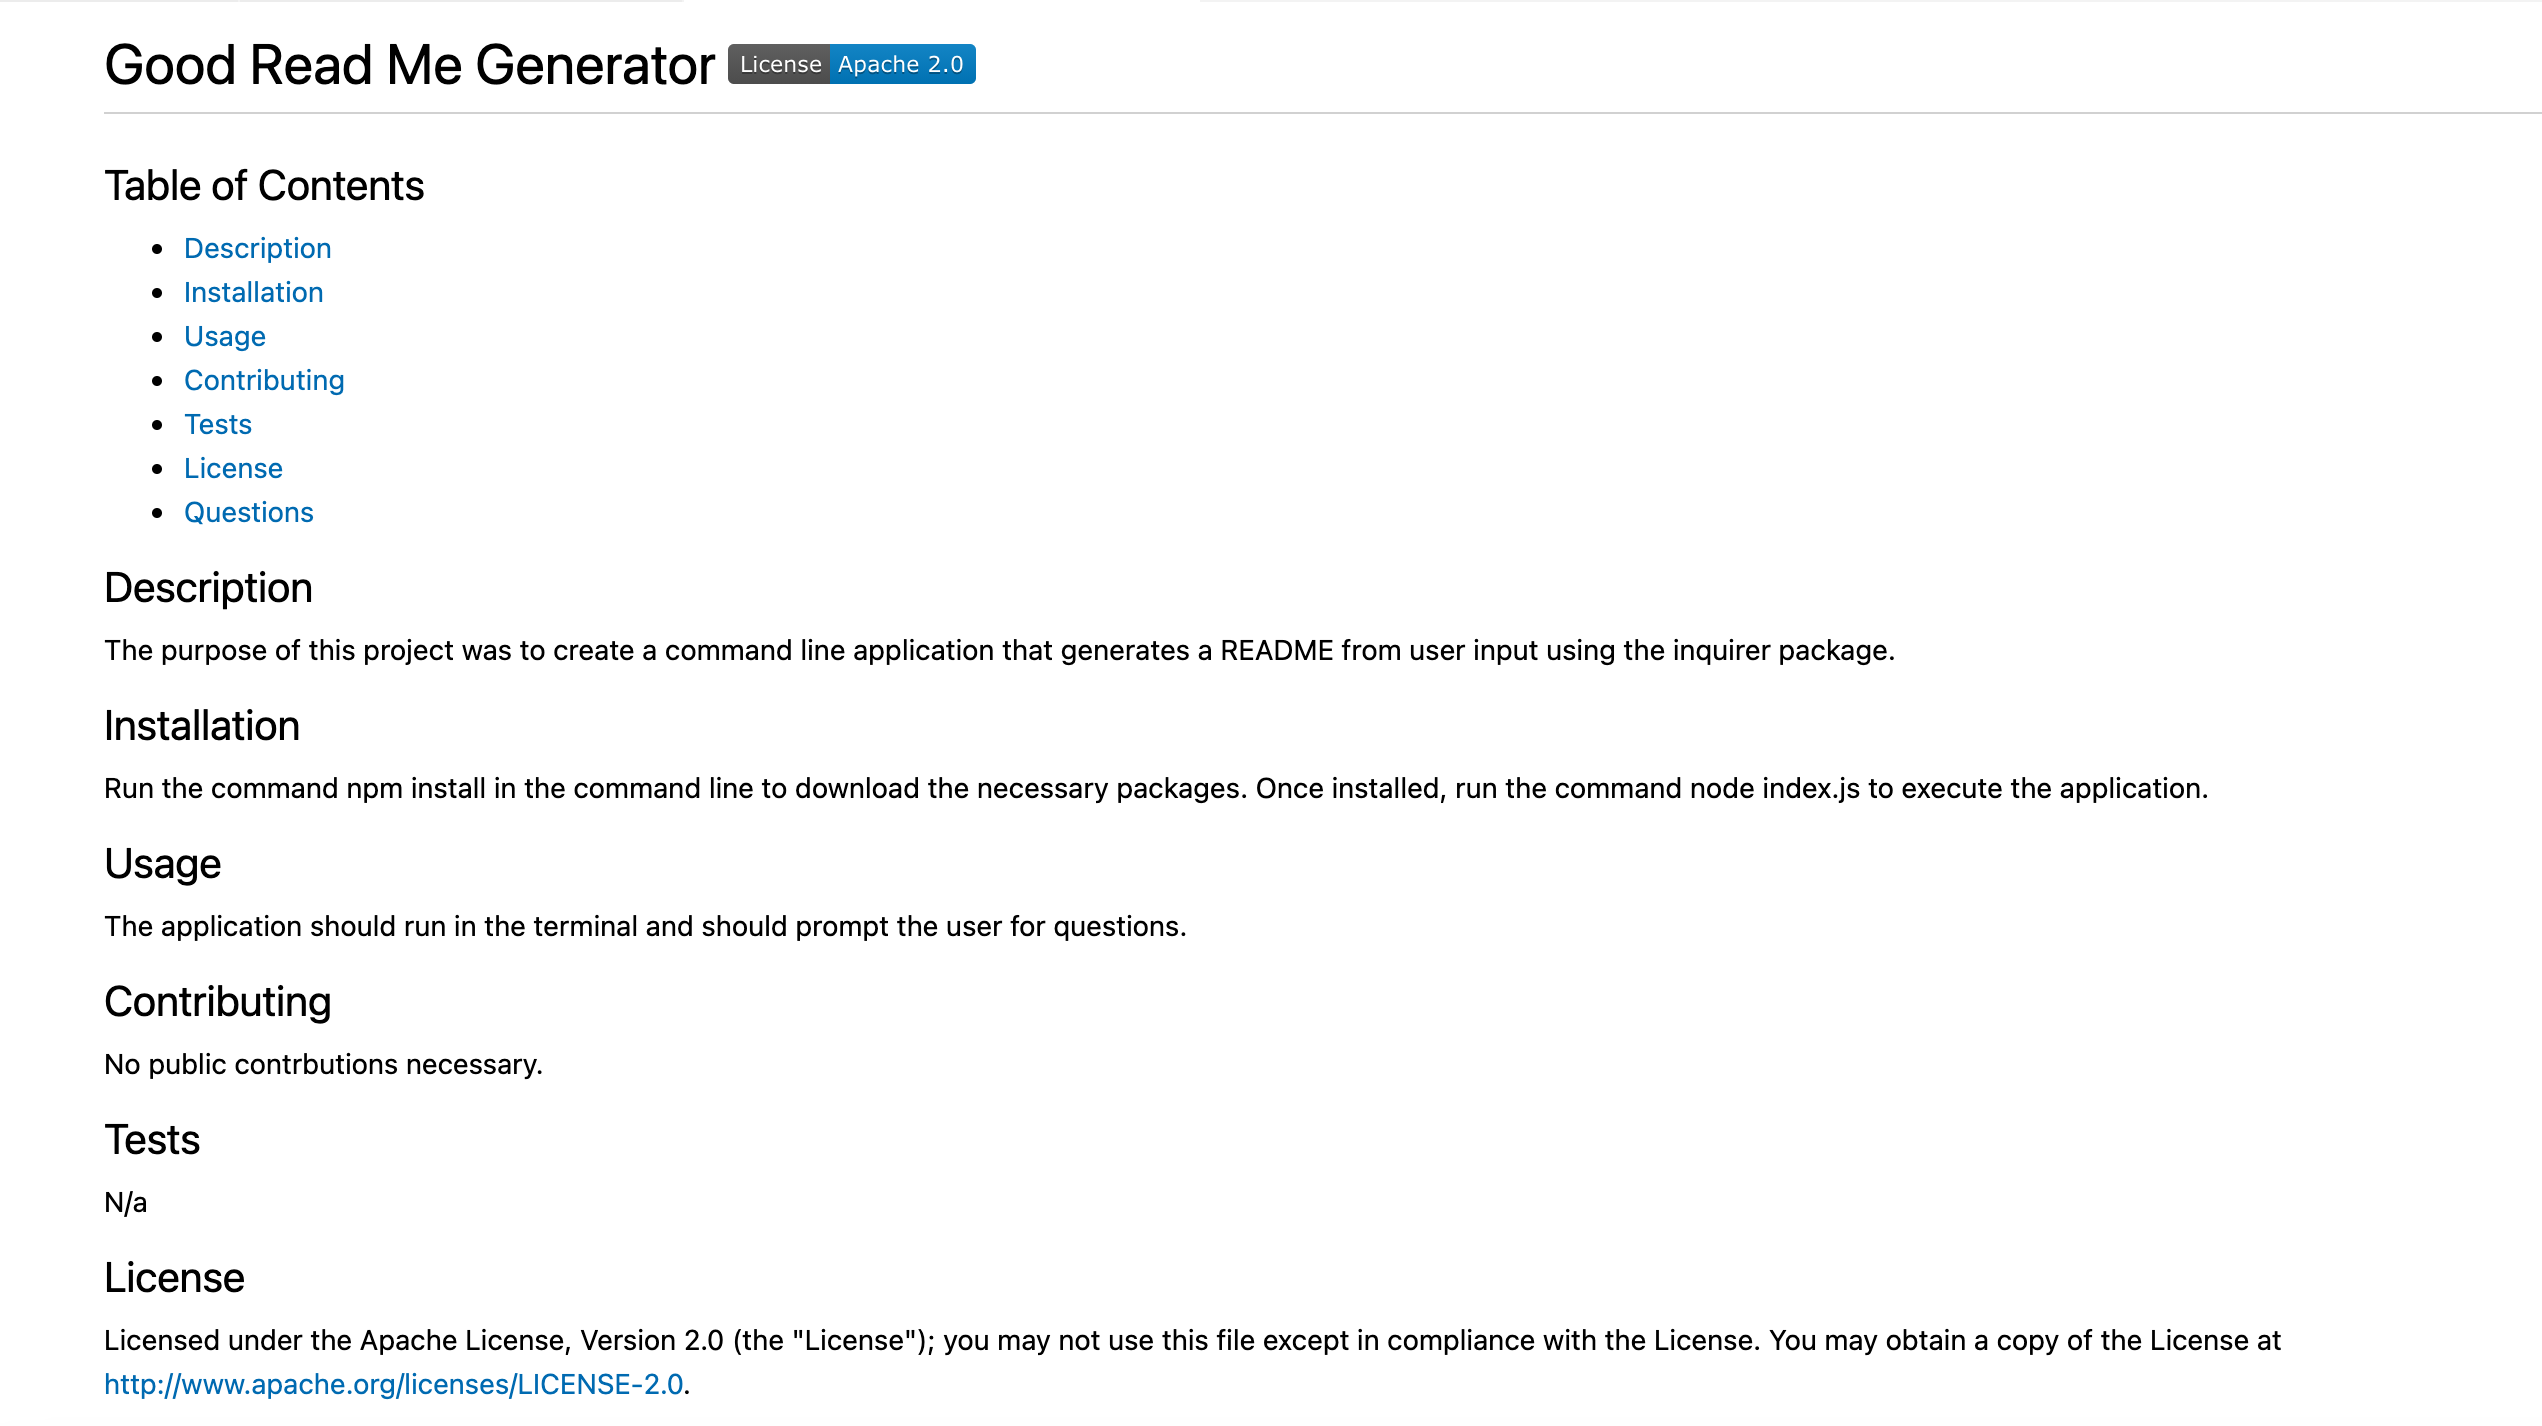 Good Read Me Generator License Apache 2.0
Table of Contents
Description
Installation
Usage
Contributing
Tests
License
Questions
Description
The purpose of this project was to create a command line application that generates a README from user input using the inquirer package.
Installation
Run the command npm install in the command line to download the necessary packages. Once installed, run the command node index.js to execute the application.
Usage
The application should run in the terminal and should prompt the user for questions.
Contributing
No public contrbutions necessary.
Tests
N/a
License
Licensed under the Apache License, Version 2.0 (the "License"); you may not use this file except in compliance with the License. You may obtain a copy of the License at
http://www.apache.org/licenses/LICENSE-2.0.